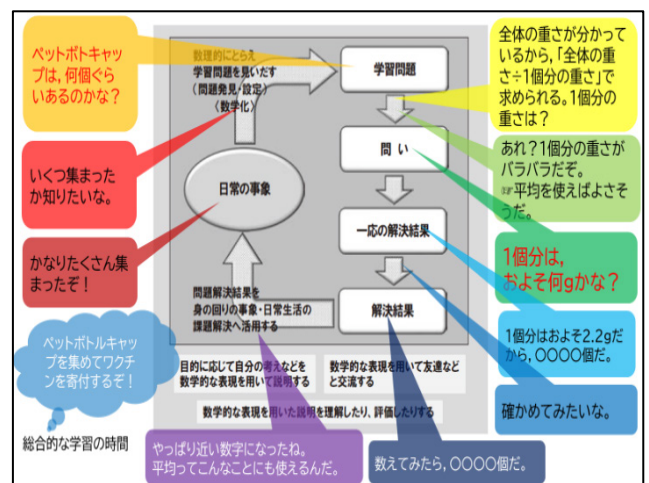 ペットボトキャッ
プは，何個ぐら
いあるのかな？
いくつ集まった
か知りたいな。
かなりたくさん集
まったぞ！
ペットボトルキャッ
プを集めてワクチ
ンを寄付するぞ！
総合的な学習の時間
数理的にとらえ
学習問題を見いだす
（問題発見・設定）
〈数学化〉
日常の事象
問題解決結果を
身の回りの事象・日常生活の
課題解決へ活用する
学習問題
問い
一応の解決結果
解決結果
目的に応じて自分の考えなどを
数学的な表現を用いて説明する
数学的な表現を用いて友達など
と交流する
数学的な表現を用いた説明を理解したり，評価したりする
全体の重さが分かって
いるから，「全体の重
さ÷1個分の重さ」で
求められる。1個分の
重さは？
あれ？1個分の重さが
バラバラだぞ。
☞平均を使えばよさそ
うだ。
1個分は，
およそ何gかな？
1個分はおよそ2.2gだ
から，〇〇〇〇個だ。
確かめてみたいな。
数えてみたら，〇〇〇〇個だ。
やっぱり近い数字になったね。
平均ってこんなことにも使えるんだ。